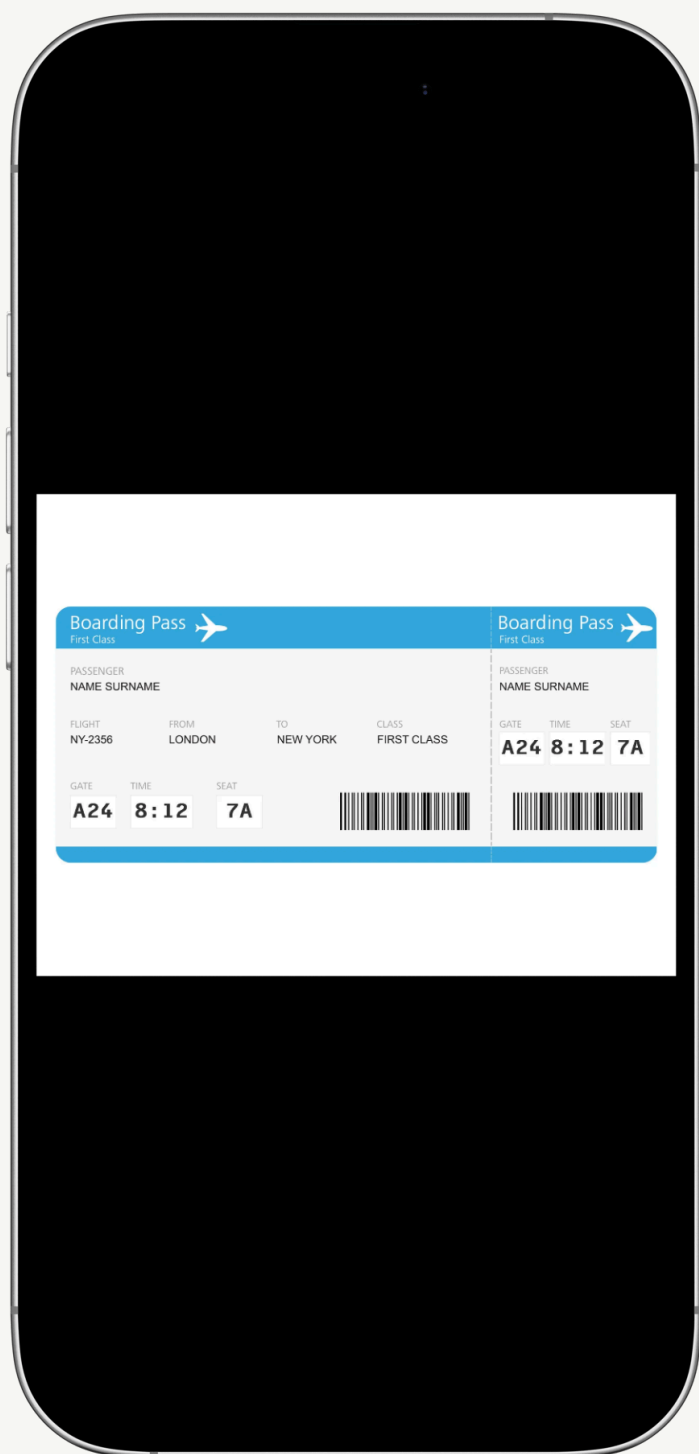 Boarding Pass
First Class
PASSENGER
NAME SURNAME
FLIGHT FROM TO CLASS
NY-2356 LONDON NEW YORK FIRST CLASS
GATE TIME SEAT
A24 8:12 7A
Boarding Pass
First Class
PASSENGER
NAME SURNAME
GATE TIME SEAT
A24 8:12 7A